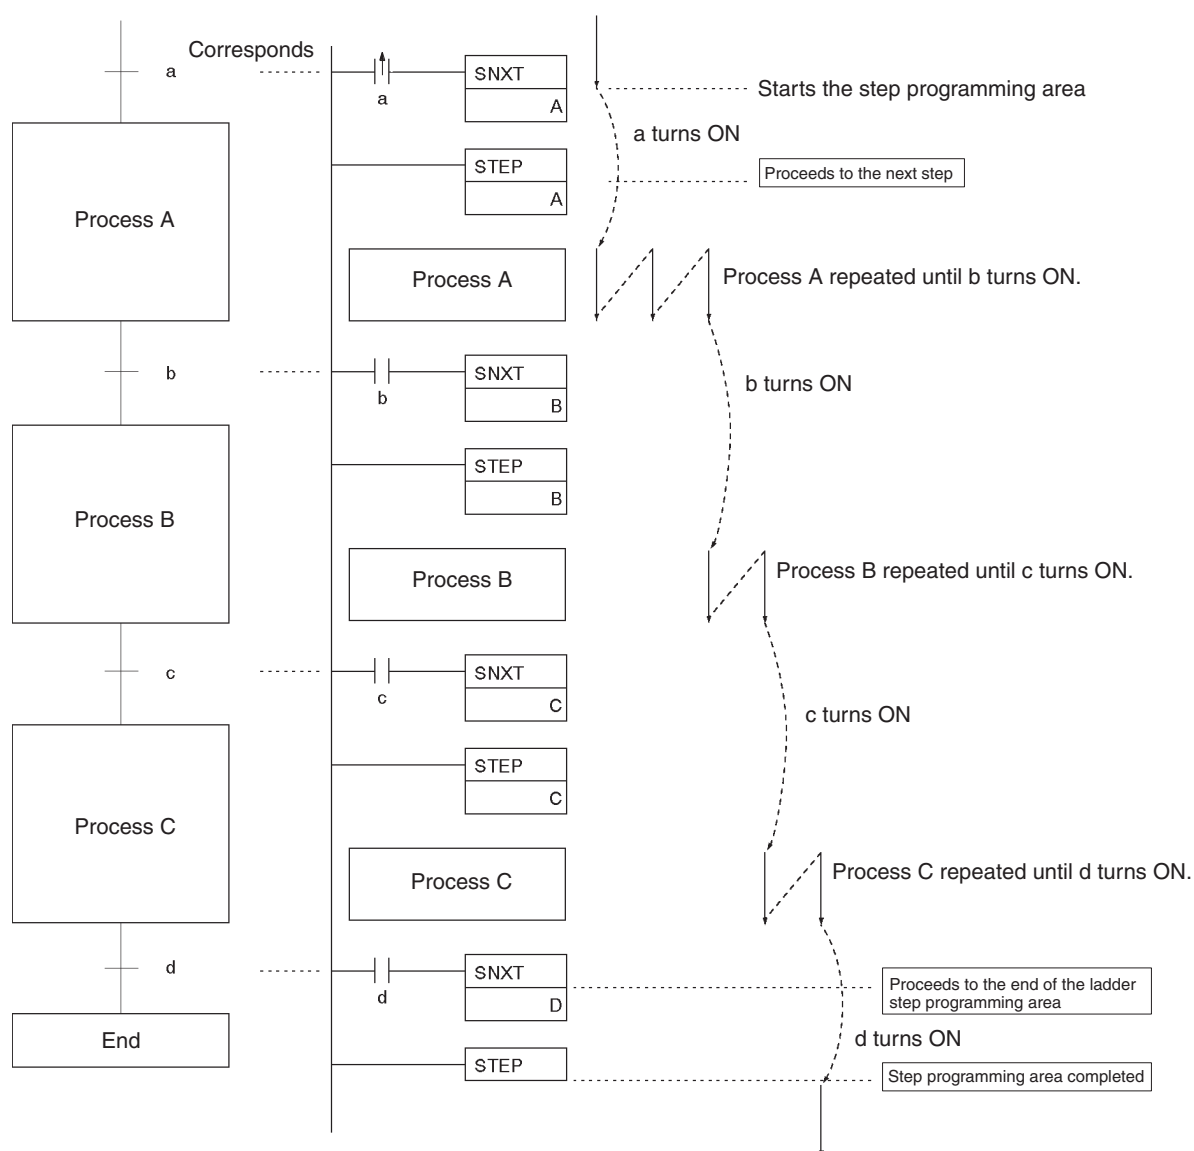 Corresponds
a
a
SNXT
A
Starts the step programming area
a turns ON
STEP
A
Proceeds to the next step
Process A
Process A
Process A repeated until b turns ON.
b
b
SNXT
B
b turns ON
STEP
B
Process B
Process B
Process B repeated until c turns ON.
c
c
SNXT
C
c turns ON
STEP
C
Process C
Process C
Process C repeated until d turns ON.
d
d
SNXT
D
Proceeds to the end of the ladder
step programming area
d turns ON
End
STEP
Step programming area completed